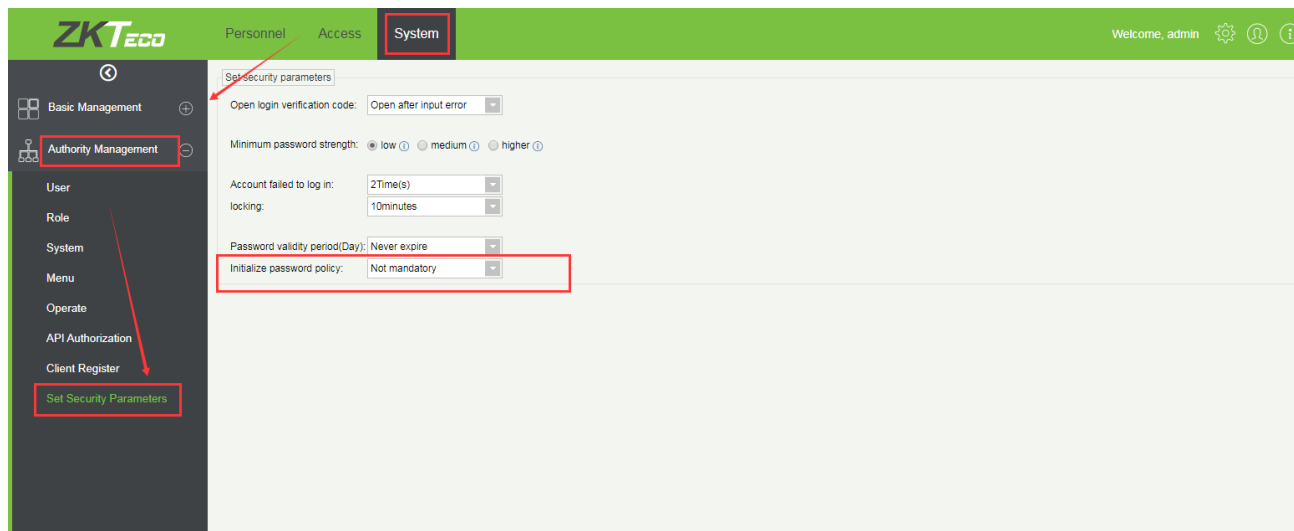 ZKTeco
Personnel Access System
Welcome, admin
Basic Management
Authority Management
User
Role
System
Menu
Operate
API Authorization
Client Register
Set Security Parameters
Set security parameters
Open login verification code: Open after input error
Minimum password strength: low medium higher
Account failed to log in: 2Time(s)
locking: 10minutes
Password validity period(Day): Never expire
Initialize password policy: Not mandatory